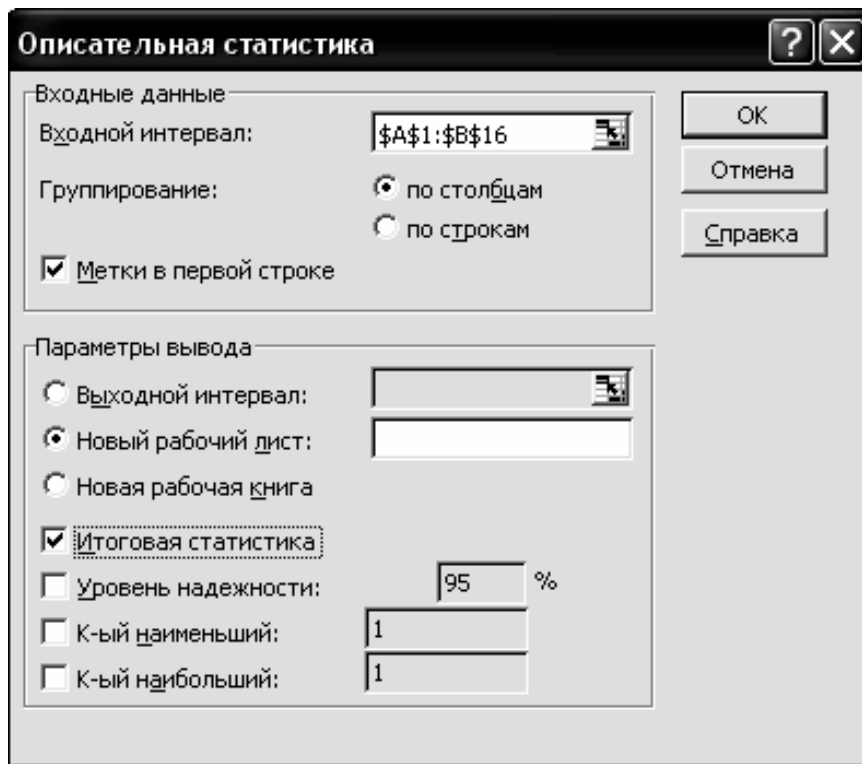 Описательная статистика
Входные данные
Входной интервал: $A$1:$B$16
Группирование: по столбцам
по строкам
Метки в первой строке
OK
Отмена
Справка
Параметры вывода
Выходной интервал:
Новый рабочий лист:
Новая рабочая книга
Итоговая статистика
Уровень надежности: 95 %
К-ый наименьший: 1
К-ый наибольший: 1